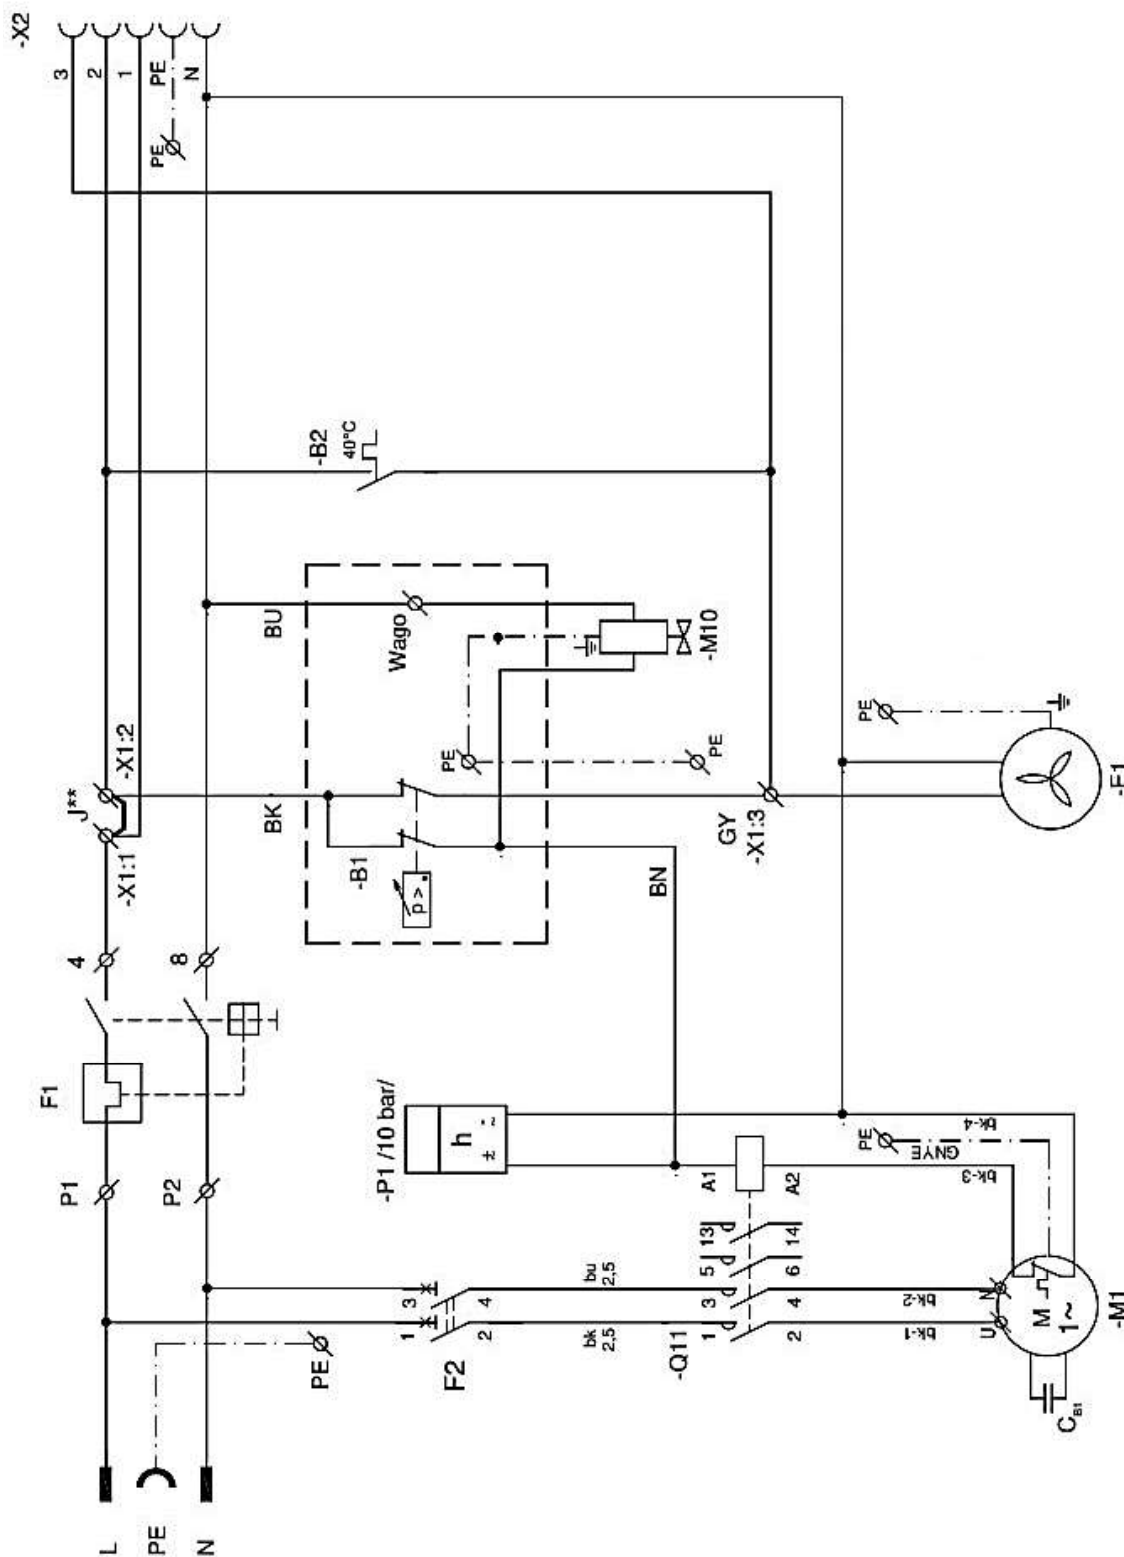 -X2
F1
3
J**
-X1:1
-X1:2
P1
4
2
L
1
PE
PE
PE
P2
8
N
N
BU
BK
-B2
PE
40°C
-B1
-P1 /10 bar/
Wago
1
3
p >
F2
h
PE
2
4
bk
2,5
bu
2,5
BN
-Q11
1
3
5
13
A1
-M10
PE
GY
-X1:3
2
4
6
14
A2
PE
PE
bk-1
bk-2
bk-3
GNYE
bk-4
U
N
M
1~
C B1
-M1